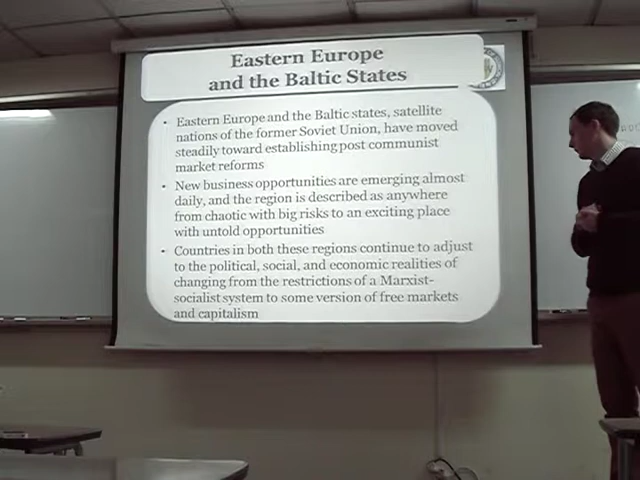 Eastern Europe
and the Baltic States
• Eastern Europe and the Baltic states, satellite
nations of the former Soviet Union, have moved
steadily toward establishing post communist
market reforms
• New business opportunities are emerging almost
daily, and the region is described as anywhere
from chaotic with big risks to an exciting place
with untold opportunities
• Countries in both these regions continue to adjust
to the political, social, and economic realities of
changing from the restrictions of a Marxist-
socialist system to some version of free markets
and capitalism